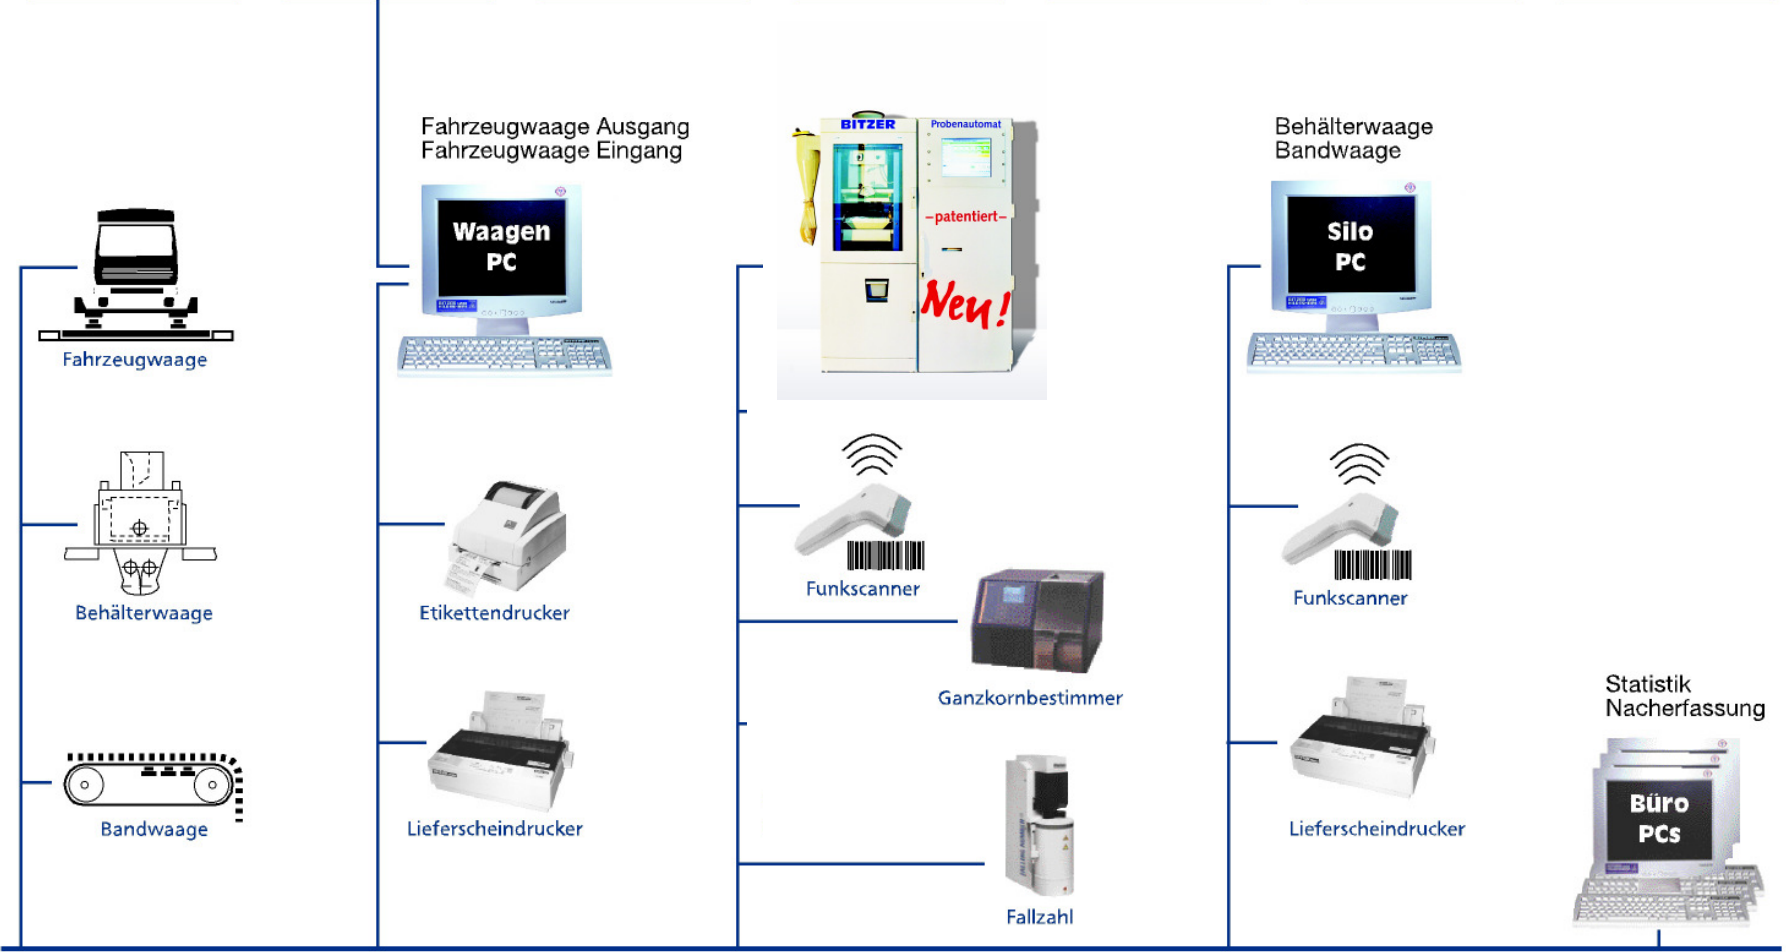 Fahrzeugwaage Ausgang
Fahrzeugwaage Eingang
Waagen
PC
Fahrzeugwaage
Behälterwaage
Bandwaage
Etikettendrucker
Lieferscheindrucker
BITZER
Probenautomat
–patentiert–
Neu!
Funkscanner
Ganzkornbestimmer
Fallzahl
Behälterwaage
Bandwaage
Silo
PC
Funkscanner
Lieferscheindrucker
Statistik
Nacherfassung
Büro
PCs